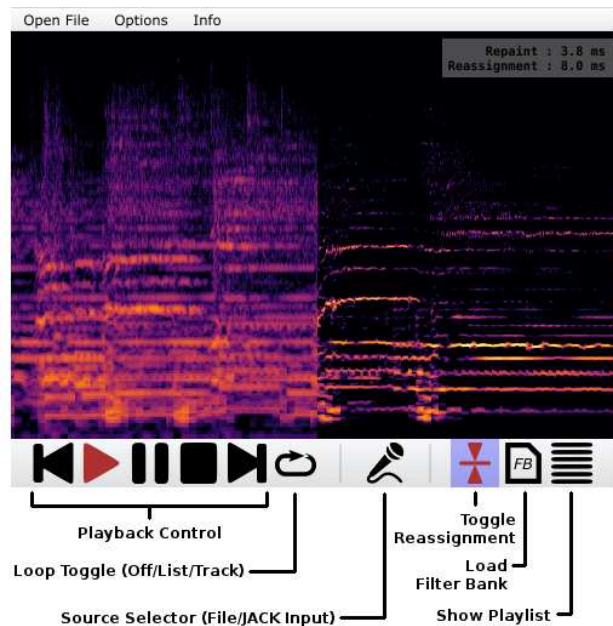 Open File Options Info
Repaint : 3.8 ms
Reassignment : 8.0 ms
FB
Playback Control
Toggle
Reassignment
Loop Toggle (Off/List/Track)
Load
Filter Bank
Source Selector (File/JACK Input)
Show Playlist